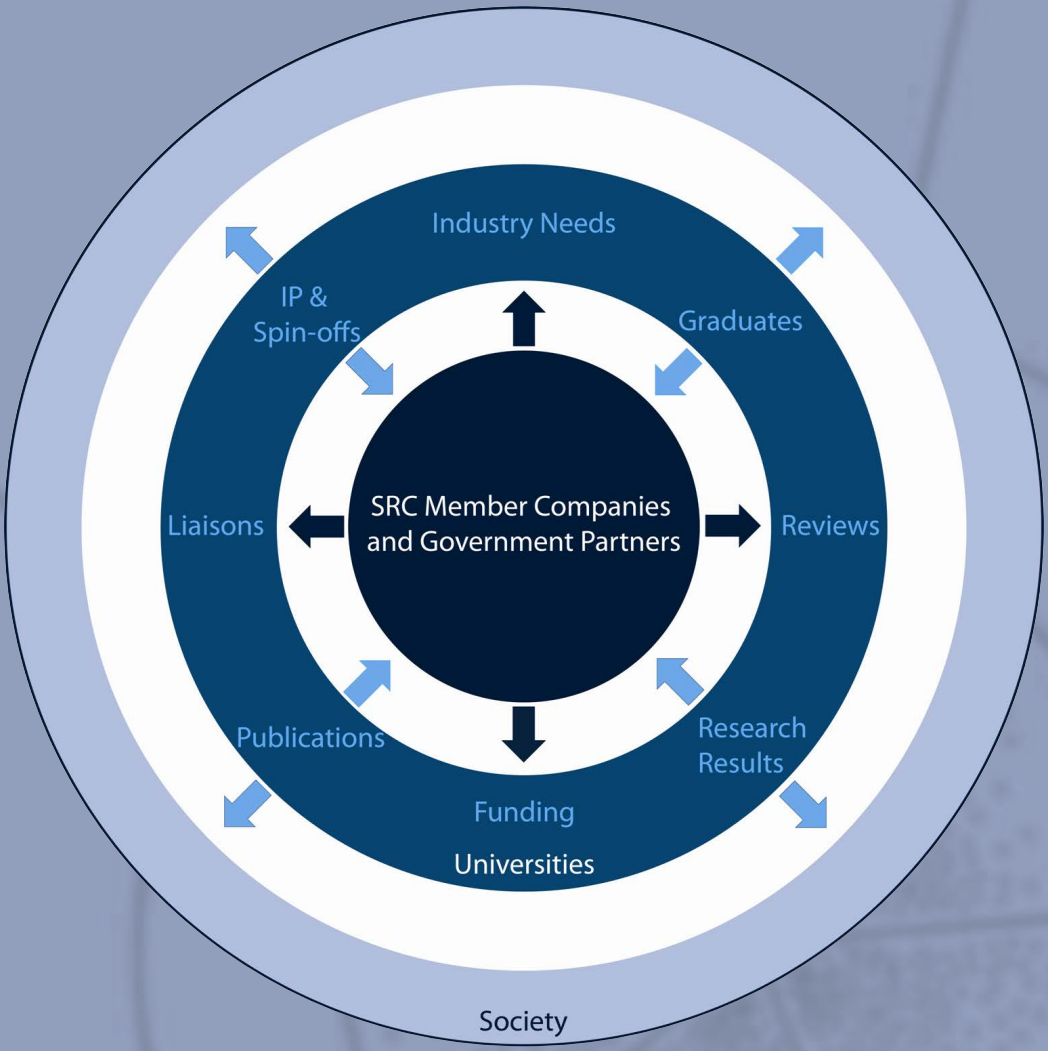 Industry Needs
IP &
Spin-offs
Graduates
Liaisons
SRC Member Companies
and Government Partners
Reviews
Publications
Research
Results
Funding
Universities
Society